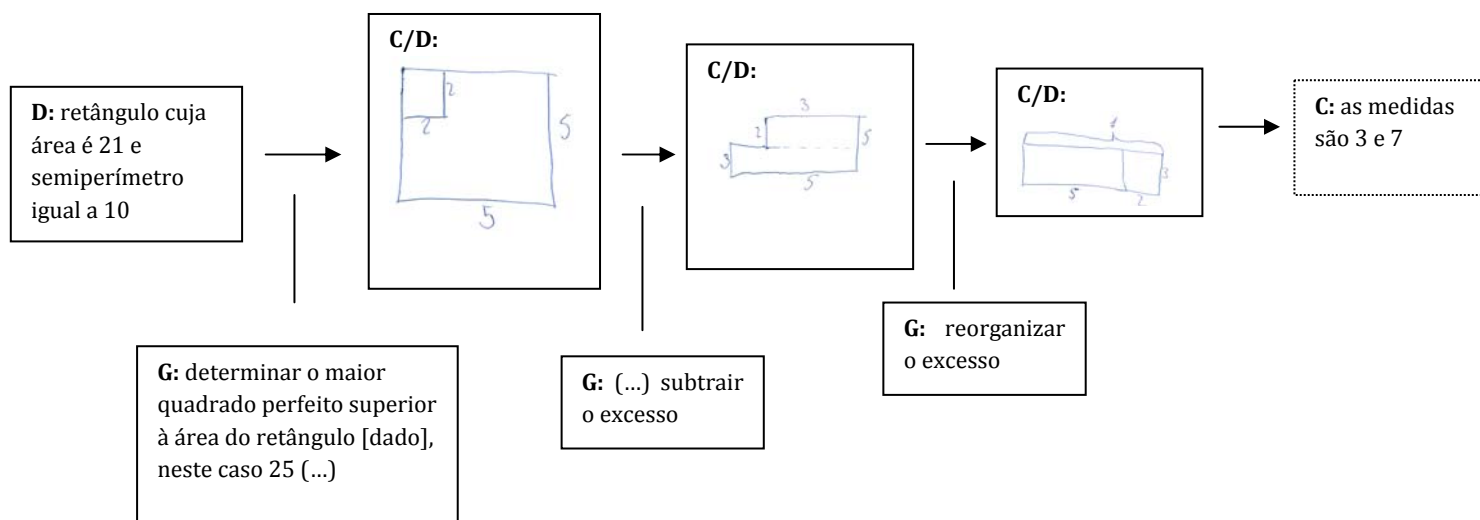 D: retângulo cuja
área é 21 e
semiperímetro
igual a 10
C/D:
2
2
5
5
C/D:
3
2
5
3
5
C/D:
3
5
2
C: as medidas
são 3 e 7
G: determinar o maior
quadrado perfeito superior
à área do retângulo [dado],
neste caso 25 (...)
G: (...) subtrair
o excesso
G: reorganizar
o excesso